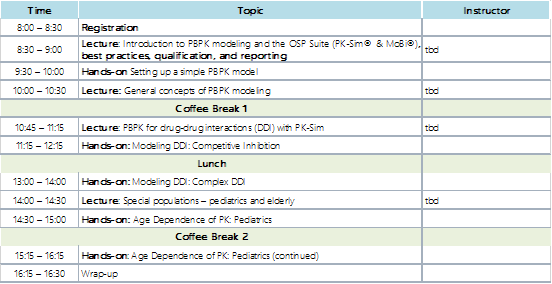 Time Topic Instructor
8:00 – 8:30 Registration
8:30 – 9:00 Lecture: Introduction to PBPK modeling and the OSP Suite (PK-Sim® & MoBI®),
best practices, qualification, and reporting tbd
9:30 – 10:00 Hands-on Setting up a simple PBPK model
10:00 – 10:30 Lecture: General concepts of PBPK modeling tbd
Coffee Break 1
10:45 – 11:15 Lecture: PBPK for drug-drug interactions (DDI) with PK-Sim tbd
11:15 – 12:15 Hands-on: Modeling DDI: Competitive Inhibition
Lunch
13:00 – 14:00 Hands-on: Modeling DDI: Complex DDI
14:00 – 14:30 Lecture: Special populations – pediatrics and elderly tbd
14:30 – 15:00 Hands-on: Age Dependence of PK: Pediatrics
Coffee Break 2
15:15 – 16:15 Hands-on: Age Dependence of PK: Pediatrics (continued)
16:15 – 16:30 Wrap-up